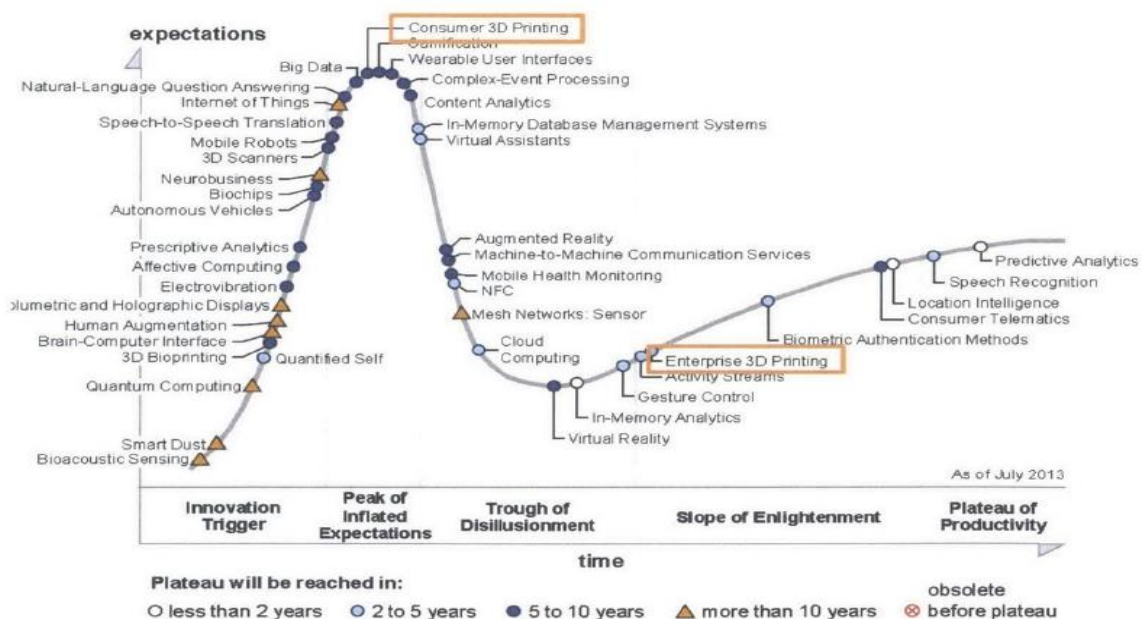 expectations
Consumer 3D Printing
Gamification
Wearable User Interfaces
Big Data
Complex-Event Processing
Natural-Language Question Answering
Content Analytics
Internet of Things
In-Memory Database Management Systems
Speech-to-Speech Translation
Virtual Assistants
Mobile Robots
3D Scanners
Neurobusiness
Biochips
Autonomous Vehicles
Augmented Reality
Prescriptive Analytics
Machine-to-Machine Communication Services
Predictive Analytics
Affective Computing
Mobile Health Monitoring
Speech Recognition
Electrovibration
NFC
olumetric and Holographic Displays
Location Intelligence
Human Augmentation
Mesh Networks: Sensor
Consumer Telematics
Brain-Computer Interface
Cloud
Computing
Biometric Authentication Methods
3D Bioprinting
Quantified Self
Enterprise 3D Printing
Activity Streams
Quantum Computing
Gesture Control
In-Memory Analytics
Virtual Reality
Smart Dust
Bioacoustic Sensing
As of July 2013
Innovation
Trigger
Peak of
Inflated
Expectations
Trough of
Disillusionment
Slope of Enlightenment
Plateau of
Productivity
time
Plateau will be reached in:
less than 2 years
2 to 5 years
5 to 10 years
more than 10 years
obsolete
before plateau